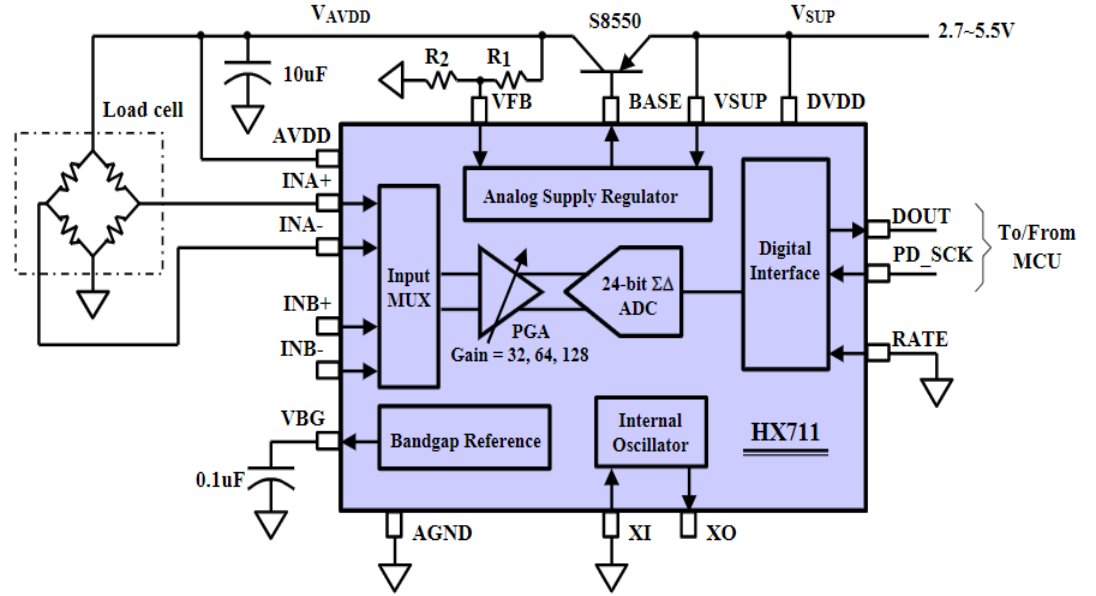 V_AVDD
S8550
V_SUP
2.7~5.5V
R2
R1
10uF
VFB
BASE
VSUP
DVDD
Load cell
AVDD
INA+
INA-
INB+
INB-
VBG
0.1uF
Analog Supply Regulator
Input
MUX
PGA
Gain = 32, 64, 128
24-bit ΣΔ
ADC
Digital
Interface
DOUT
PD_SCK
To/From
MCU
RATE
Bandgap Reference
Internal
Oscillator
HX711
AGND
XI
XO